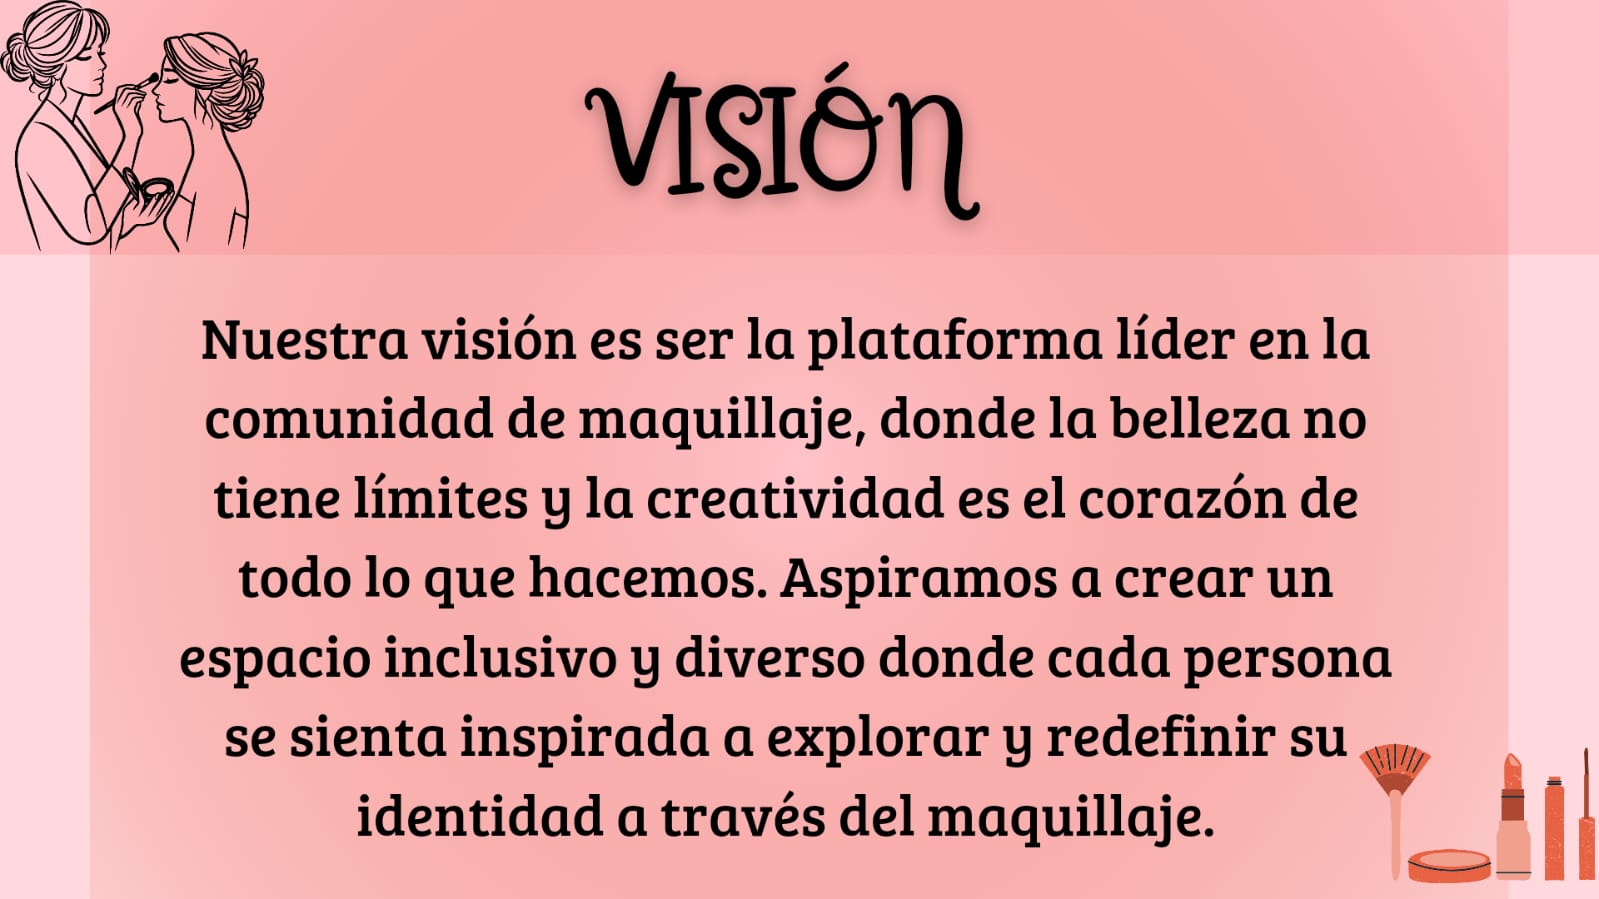 VISIÓn
Nuestra visión es ser la plataforma líder en la
comunidad de maquillaje, donde la belleza no
tiene límites y la creatividad es el corazón de
todo lo que hacemos. Aspiramos a crear un
espacio inclusivo y diverso donde cada persona
se sienta inspirada a explorar y redefinir su
identidad a través del maquillaje.